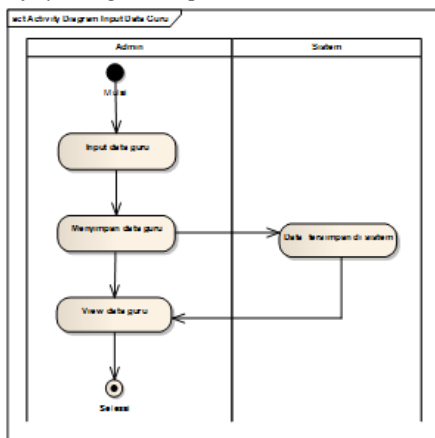 act Activity Diagram Input Data Guru
Admin
Sistem
Mulai
Input data guru
Menyimpan data guru
Data tersimpan di sistem
View data guru
Selesai